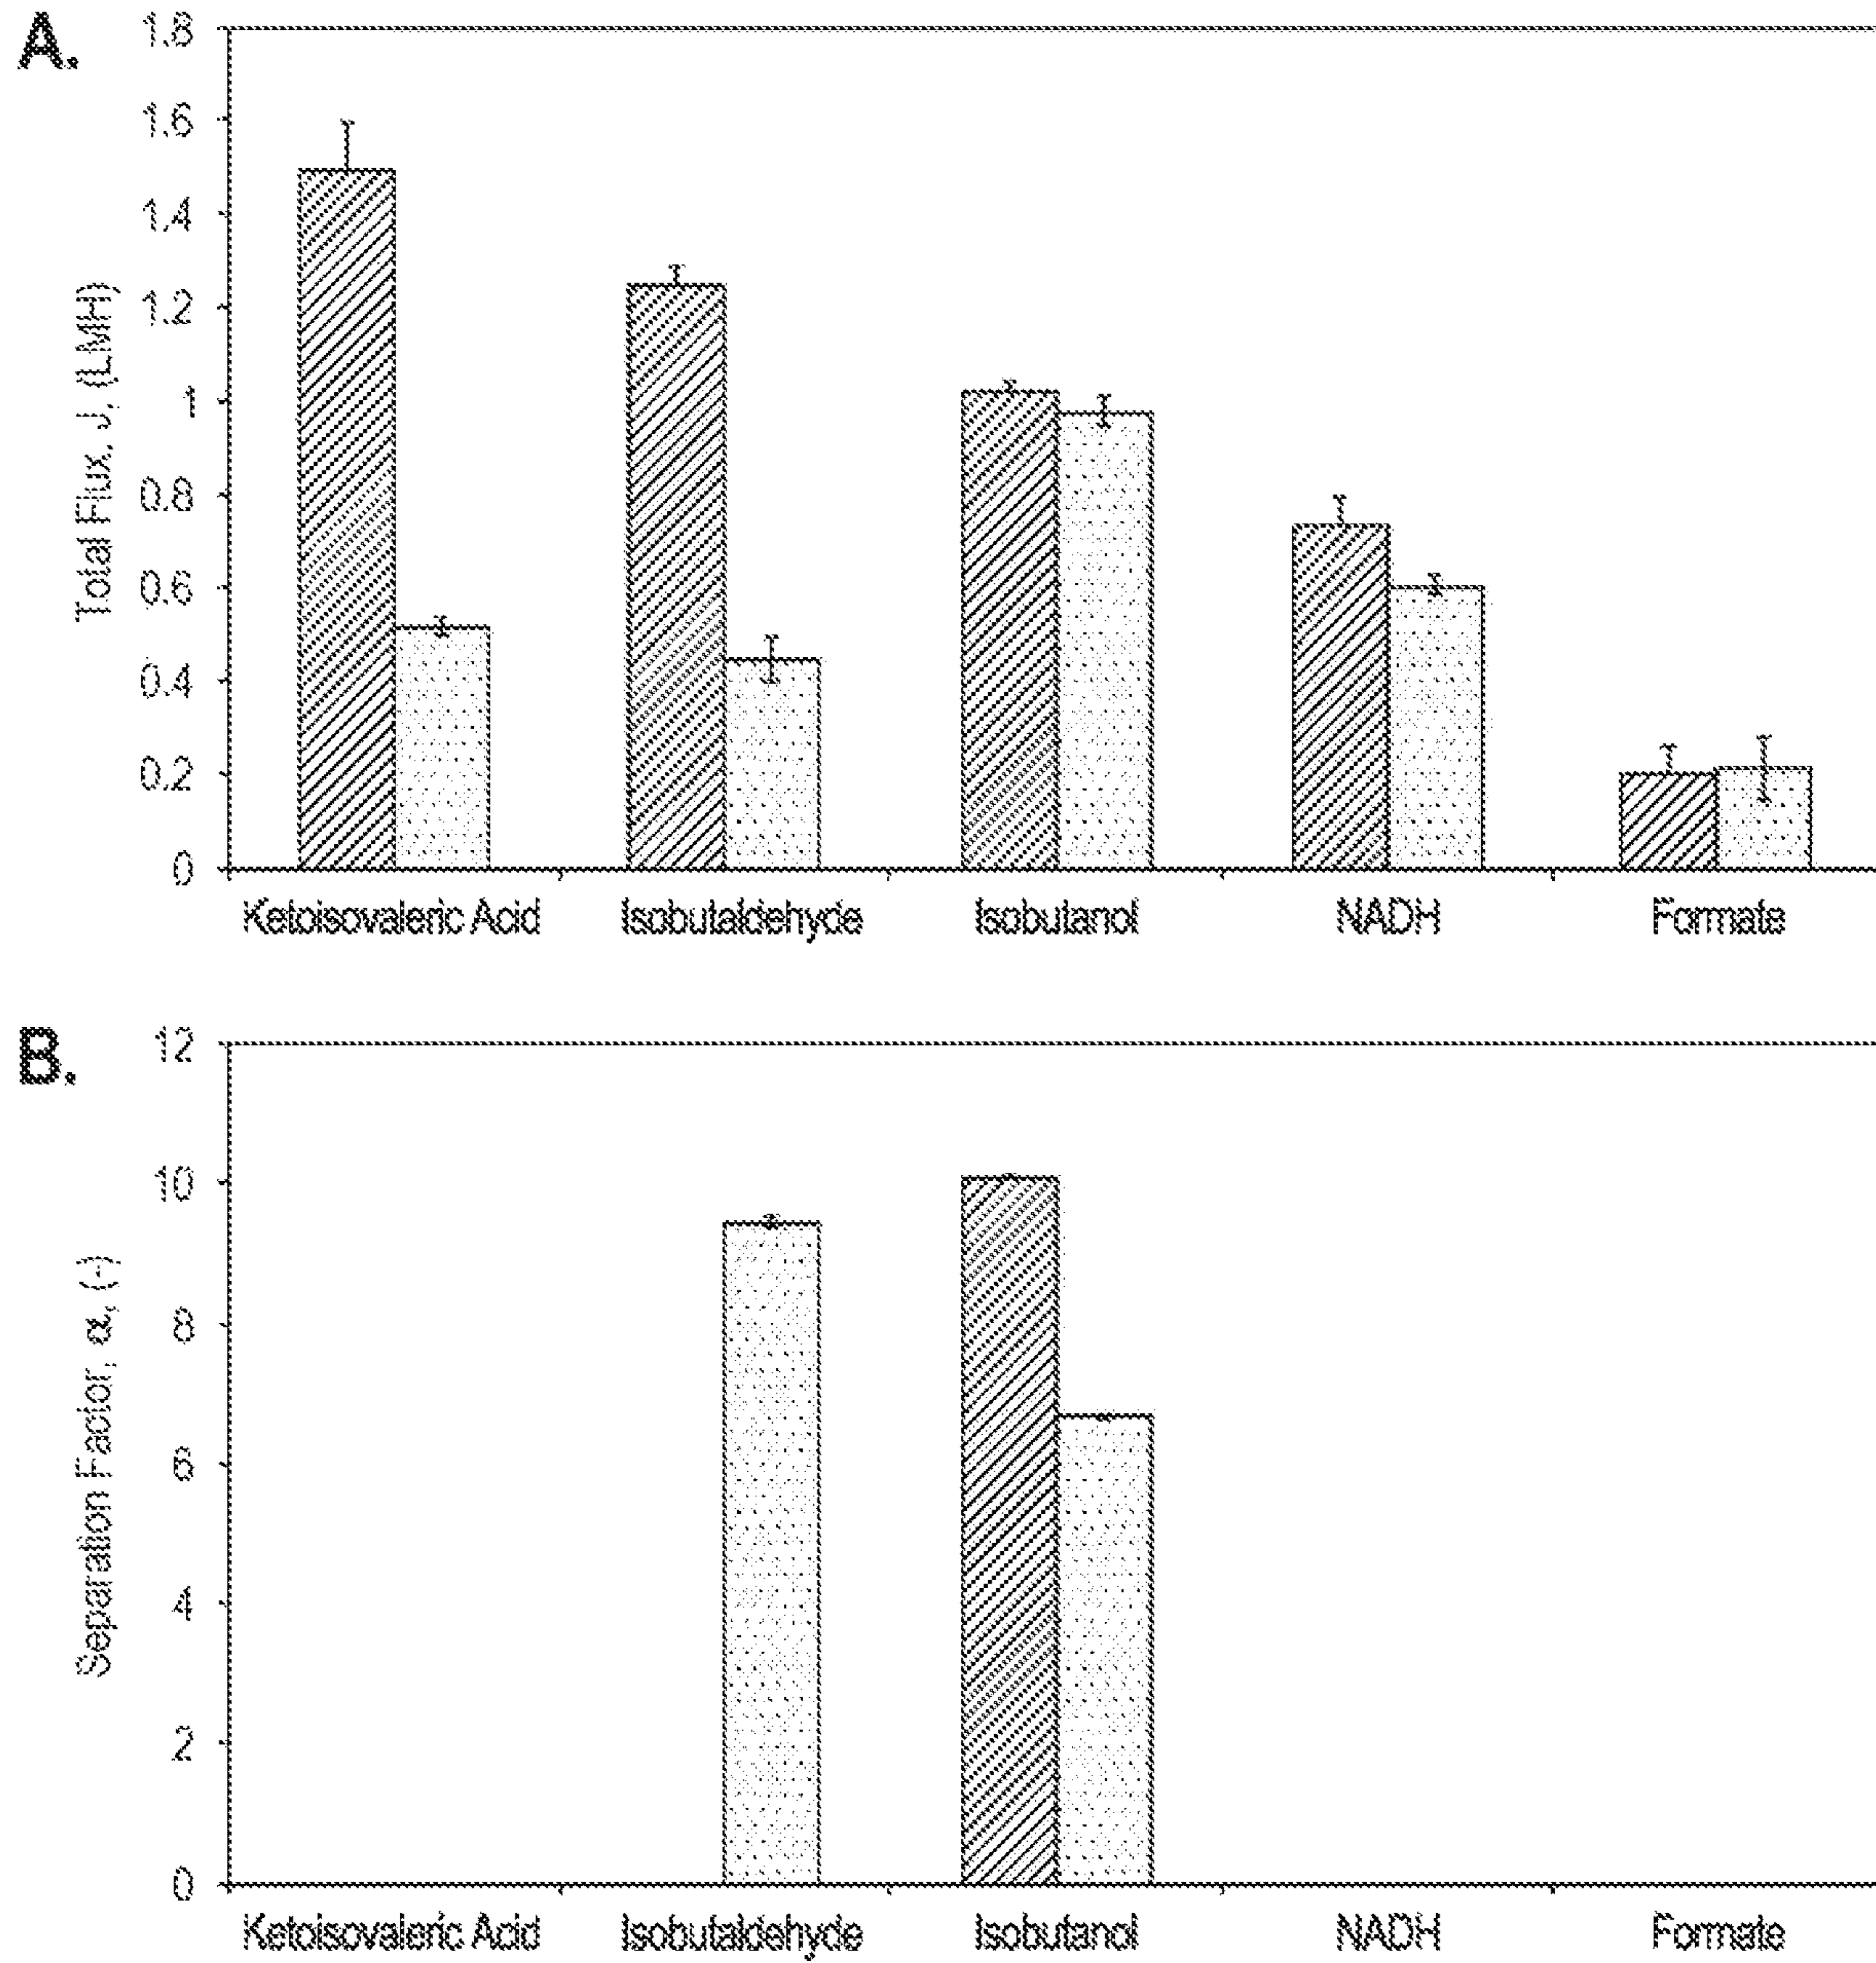 A.
Total Flux, J, (LMH)
1.8
1.6
1.4
1.2
1
0.8
0.6
0.4
0.2
0
Ketoisovaleric Acid
Isobutaldehyde
Isobutanol
NADH
Formate
B.
Separation Factor, α, (-)
12
10
8
6
4
2
0
Ketoisovaleric Acid
Isobutaldehyde
Isobutanol
NADH
Formate